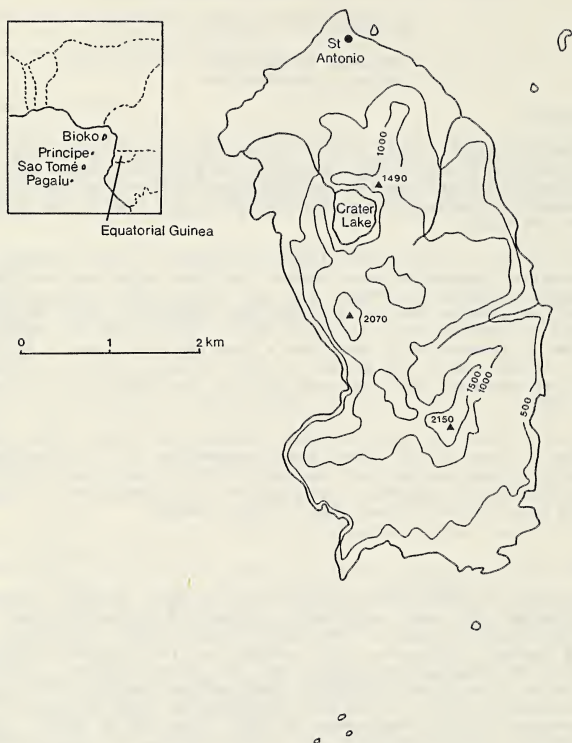 St
Antonio
Bioko
Principe
Sao Tomé
Pagalu
Equatorial Guinea
1000
1490
Crater
Lake
2070
0 1 2 km
1500
1000
500
2150